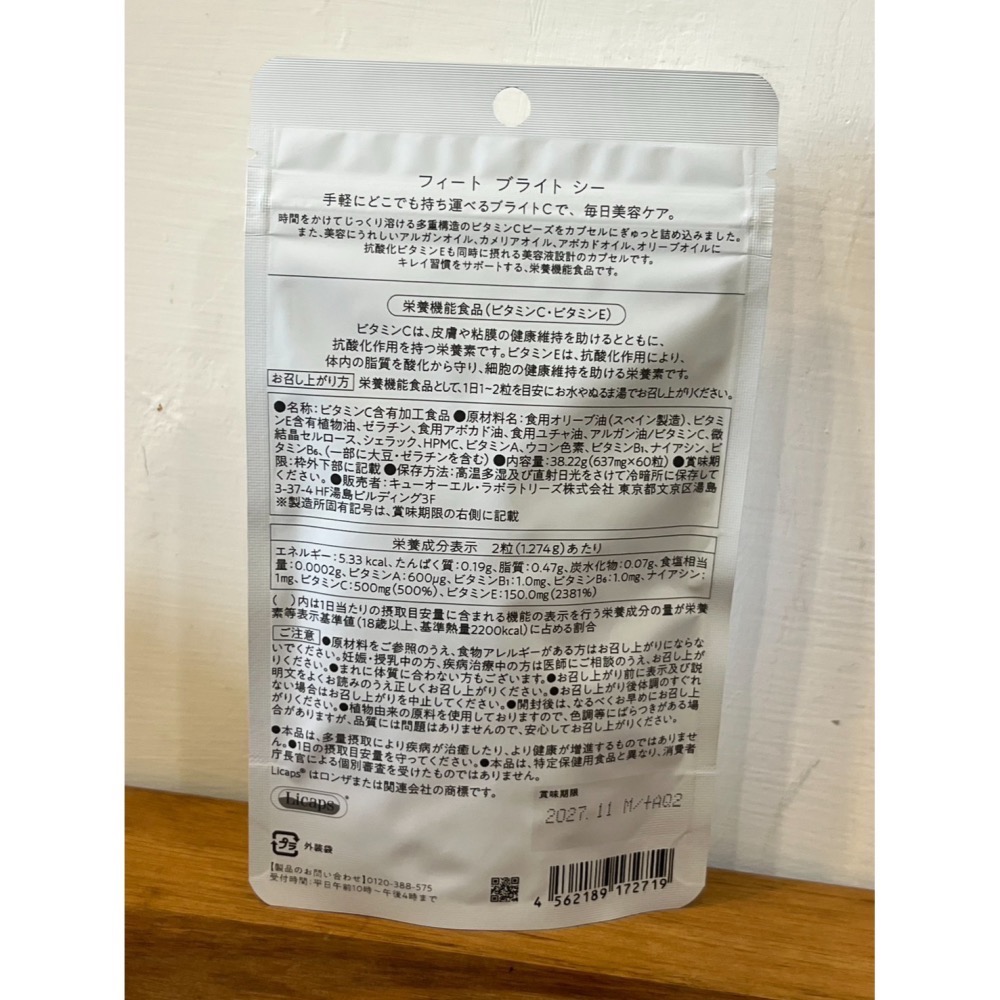 フィート ブライト シー
手軽にどこでも持ち運べるブライトCで、毎日美容ケア。
時間をかけてじっくり溶ける多重構造のビタミンCビーズをカプセルにぎゅっと詰め込みました。
また、美容にうれしいアルガンオイル、カメリアオイル、アボカドオイル、オリーブオイルに
抗酸化ビタミンEも同時に摂れる美容液設計のカプセルです。
キレイ習慣をサポートする、栄養機能食品です。
栄養機能食品(ビタミンC・ビタミンE)
ビタミンCは、皮膚や粘膜の健康維持を助けるとともに、
抗酸化作用を持つ栄養素です。ビタミンEは、抗酸化作用により、
体内の脂質を酸化から守り、細胞の健康維持を助ける栄養素です。
お召し上がり方 栄養機能食品として、1日1~2粒を目安にお水やぬるま湯でお召し上がりください。
●名称:ビタミンC含有加工食品 ●原材料名:食用オリーブ油(スペイン製造)、ビタミ
ンE含有植物油、ゼラチン、食用アボカド油、食用ユチャ油、アルガン油/ビタミンC、微
結晶セルロース、シェラック、HPMC、ビタミンA、ウコン色素、ビタミンB₁、ナイアシン、ビ
タミンB₆、(一部に大豆・ゼラチンを含む) ●内容量:38.22g(637mg×60粒) ●賞味期
限:枠外下部に記載 ●保存方法:高温多湿及び直射日光をさけて冷暗所に保存して
ください。●販売者:キューオーエル・ラボラトリーズ株式会社 東京都文京区湯島
3-37-4 HF湯島ビルディング3F
※製造所固有記号は、賞味期限の右側に記載
栄養成分表示 2粒(1.274g)あたり
エネルギー:5.33 kcal、たんぱく質:0.19g、脂質:0.47g、炭水化物:0.07g、食塩相当
量:0.0002g、ビタミンA:600μg、ビタミンB₁:1.0mg、ビタミンB₆:1.0mg、ナイアシン:
1mg、ビタミンC:500mg(500%)、ビタミンE:150.0mg(2381%)
( )内は1日当たりの摂取目安量に含まれる機能の表示を行う栄養成分の量が栄養
素等表示基準値(18歳以上、基準熱量2200kcal)に占める割合
ご注意 ●原材料をご参照のうえ、食物アレルギーがある方はお召し上がりにならな
いでください。妊娠・授乳中の方、疾病治療中の方は医師にご相談のうえ、お召し上が
りください。●まれに体質に合わない方もございます。●お召し上がり前に表示及び説
明文をよくお読みのうえ正しくお召し上がりください。●お召し上がり後体調のすぐれ
ない場合はお召し上がりを中止してください。●開封後は、なるべくお早めにお召し上
がりください。●植物由来の原料を使用しておりますので、色調等にばらつきがある場
合がありますが、品質には問題はありませんので、安心してお召し上がりください。
●本品は、多量摂取により疾病が治癒したり、より健康が増進するものではありませ
ん。●1日の摂取目安量を守ってください。●本品は、特定保健用食品と異なり、消費者
庁長官による個別審査を受けたものではありません。
Licaps®はロンザまたは関連会社の商標です。
Licaps®
賞味期限
2027.11 M/+A02
プラ 外装袋
【製品のお問い合わせ】0120-388-575
受付時間:平日午前10時~午後4時まで
4 562189 172719